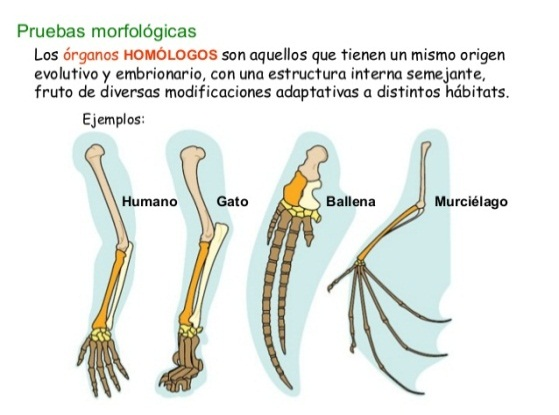 Pruebas morfológicas
Los órganos HOMÓLOGOS son aquellos que tienen un mismo origen
evolutivo y embrionario, con una estructura interna semejante,
fruto de diversas modificaciones adaptativas a distintos hábitats.
Ejemplos:
Humano Gato Ballena Murciélago